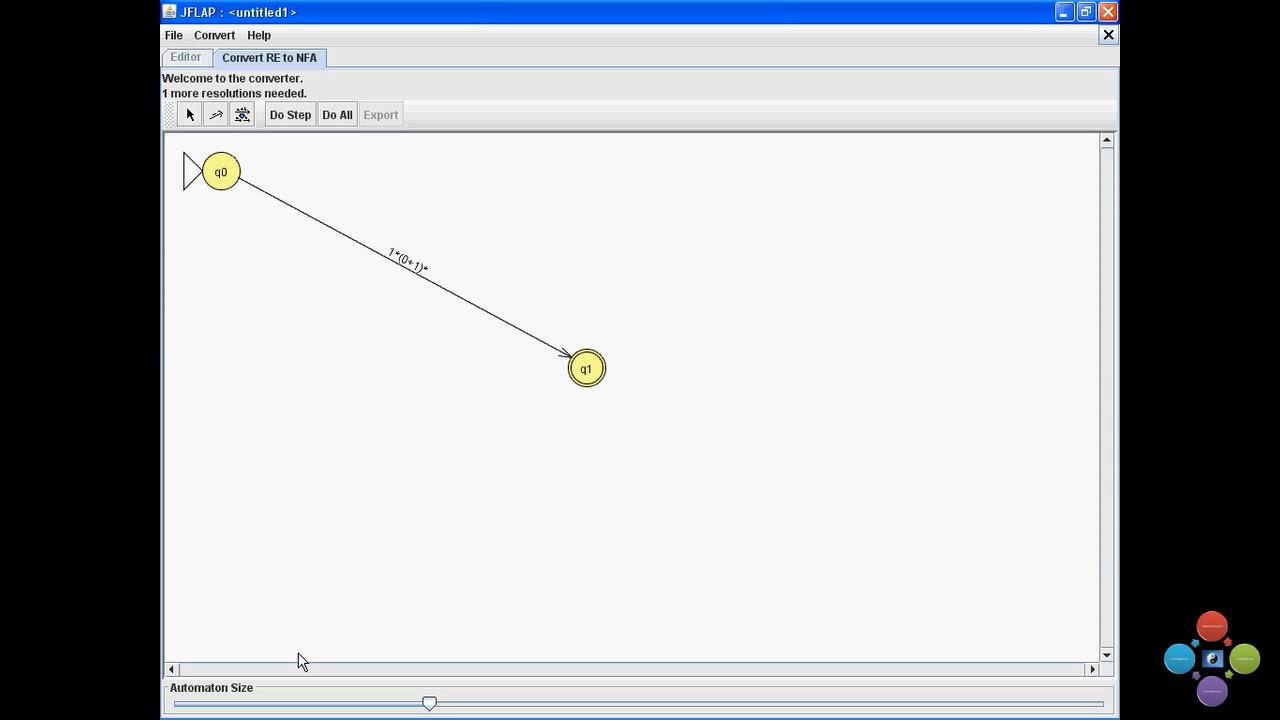 JFLAP : <untitled1>
File Convert Help
Editor Convert RE to NFA
Welcome to the converter.
1 more resolutions needed.
Do Step Do All Export
q0
1*(0+1)*
q1
Automaton Size